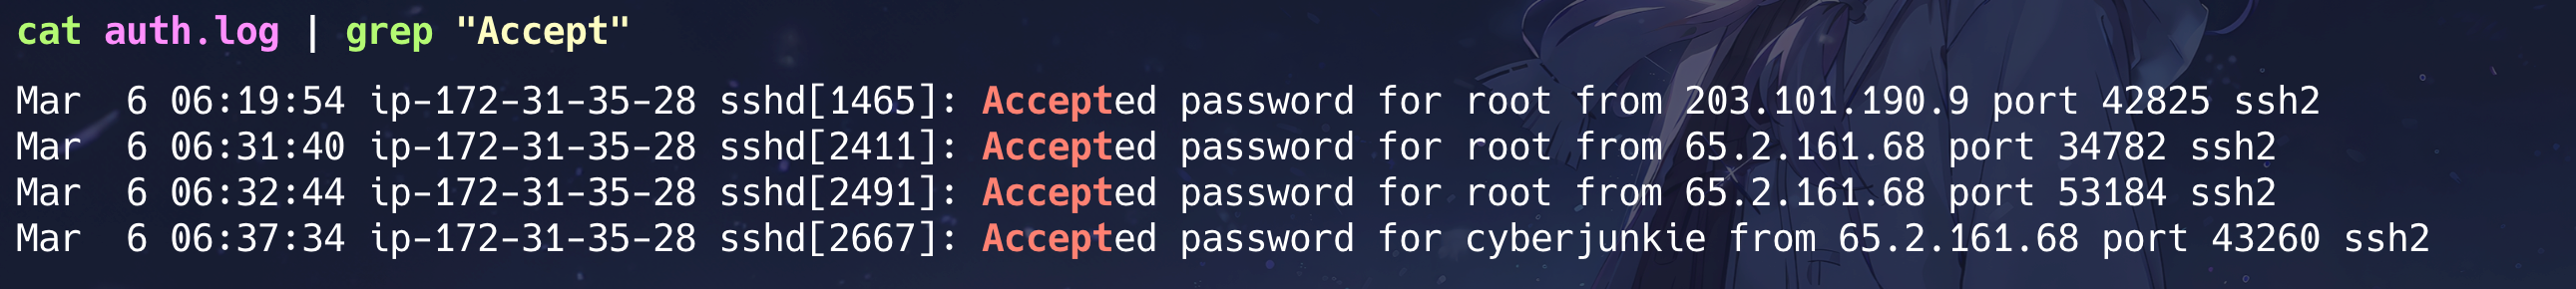 cat auth.log | grep "Accept"
Mar  6 06:19:54 ip-172-31-35-28 sshd[1465]: Accepted password for root from 203.101.190.9 port 42825 ssh2
Mar  6 06:31:40 ip-172-31-35-28 sshd[2411]: Accepted password for root from 65.2.161.68 port 34782 ssh2
Mar  6 06:32:44 ip-172-31-35-28 sshd[2491]: Accepted password for root from 65.2.161.68 port 53184 ssh2
Mar  6 06:37:34 ip-172-31-35-28 sshd[2667]: Accepted password for cyberjunkie from 65.2.161.68 port 43260 ssh2